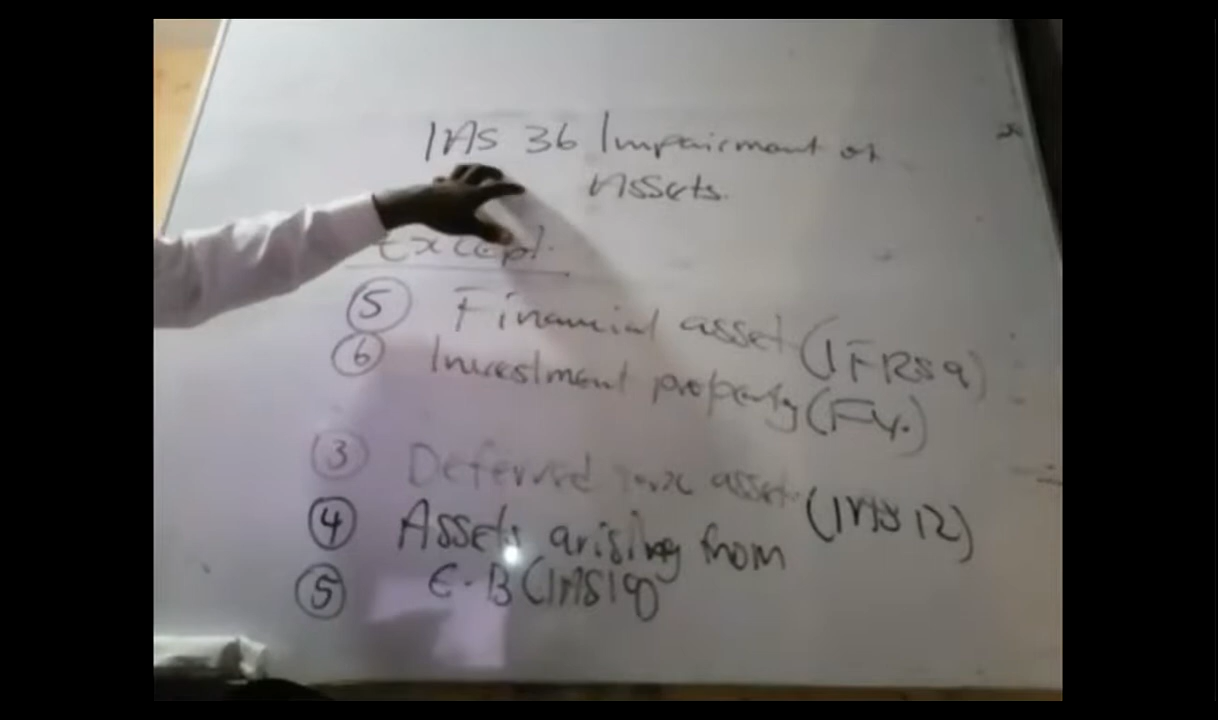 IAS 36 Impairment of
Assets.
Except.
⑤ Financial asset (IFRS 9)
⑥ Investment property (FV.)
③ Deferred tax asset (IAS 12)
④ Assets arising from
⑤ E.B (IAS 19)